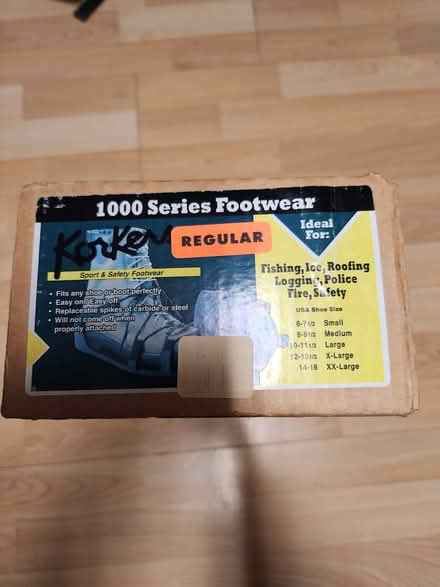 1000 Series Footwear
Korkers
REGULAR
Sport & Safety Footwear
• Fits any shoe or boot perfectly
• Easy on / Easy off
• Replaceable spikes of carbide or steel
• Will not come off when
properly attached
Ideal
For:
Fishing, Ice, Roofing
Logging, Police
Fire, Safety
USA Shoe Size
6-7 1/2 Small
8-9 1/2 Medium
10-11 1/2 Large
12-13 1/2 X-Large
14-16 XX-Large